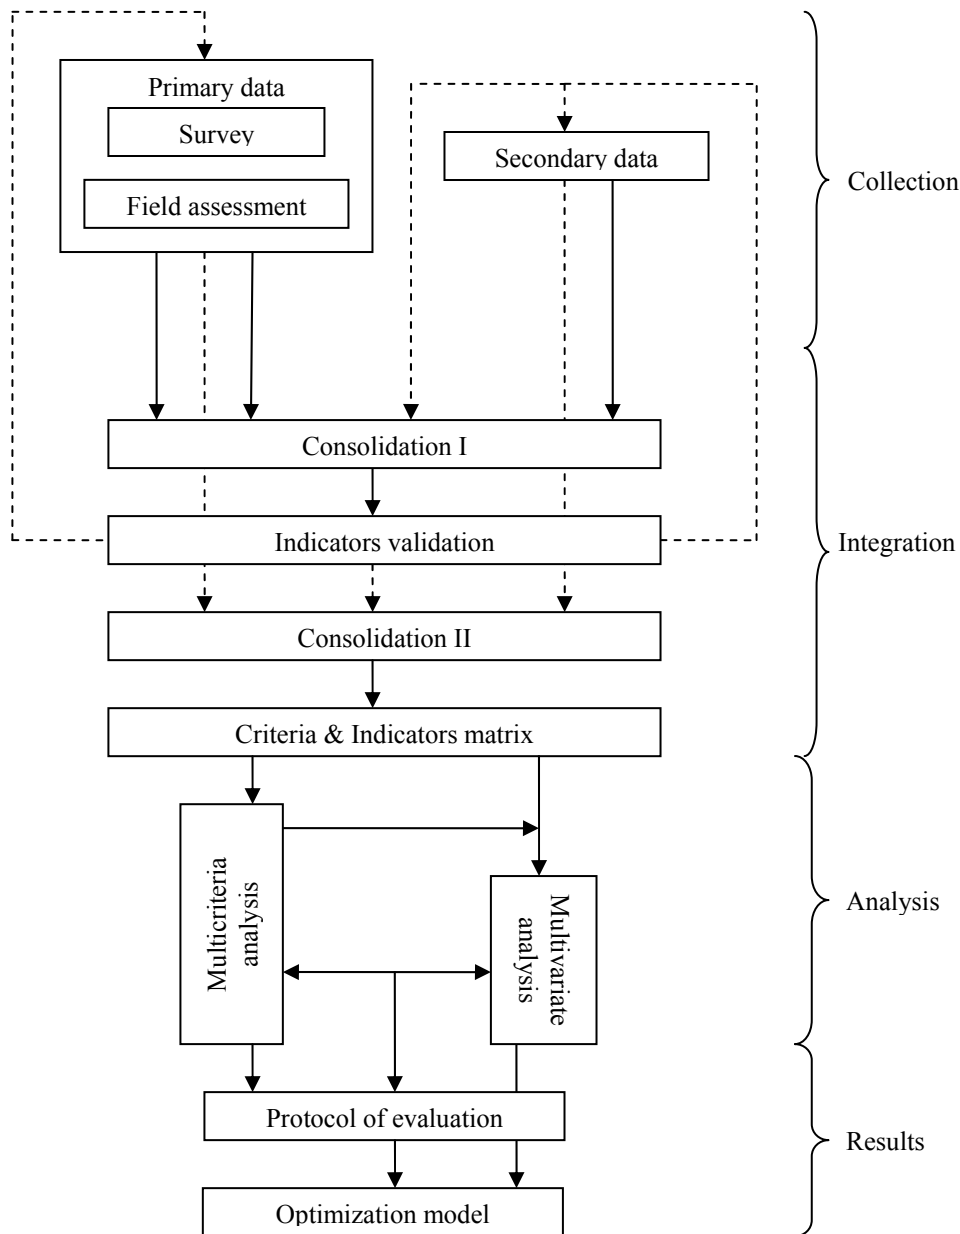 Primary data
Survey
Field assessment
Secondary data
Collection
Consolidation I
Indicators validation
Integration
Consolidation II
Criteria & Indicators matrix
Multicriteria
analysis
Multivariate
analysis
Analysis
Protocol of evaluation
Results
Optimization model